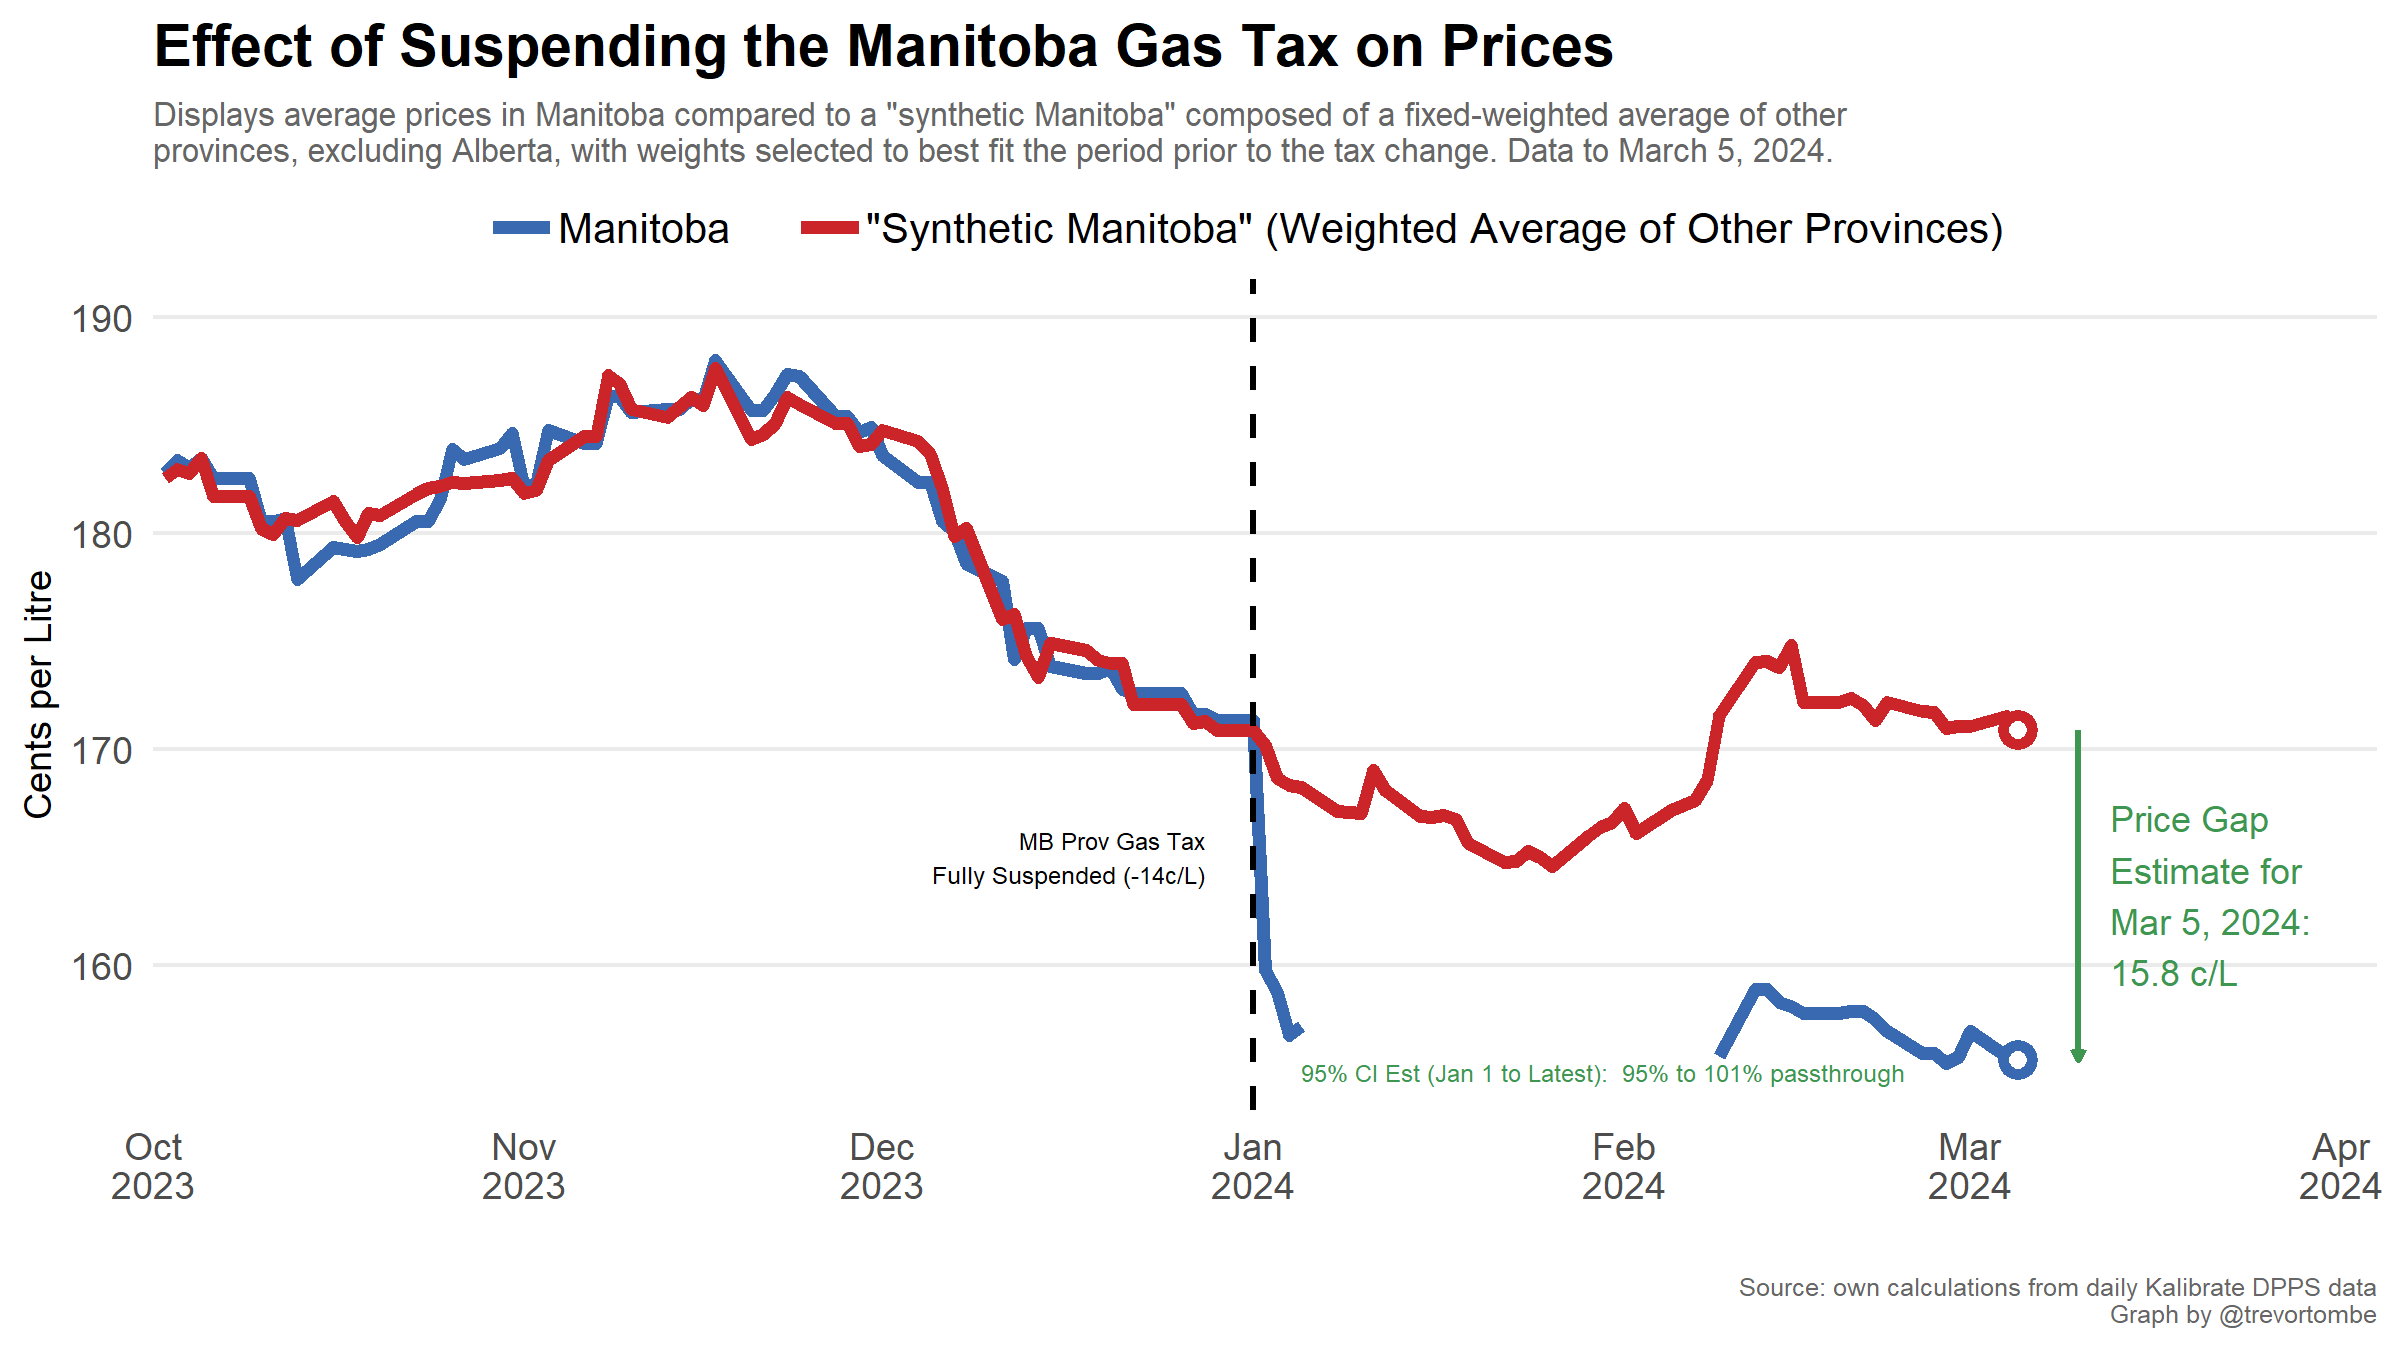 Effect of Suspending the Manitoba Gas Tax on Prices
Displays average prices in Manitoba compared to a "synthetic Manitoba" composed of a fixed-weighted average of other
provinces, excluding Alberta, with weights selected to best fit the period prior to the tax change. Data to March 5, 2024.
Manitoba
"Synthetic Manitoba" (Weighted Average of Other Provinces)
190
180
170
160
Cents per Litre
MB Prov Gas Tax
Fully Suspended (-14c/L)
Price Gap
Estimate for
Mar 5, 2024:
15.8 c/L
95% CI Est (Jan 1 to Latest):  95% to 101% passthrough
Oct Nov Dec Jan Feb Mar Apr
2023 2023 2023 2024 2024 2024 2024
Source: own calculations from daily Kalibrate DPPS data
Graph by @trevortombe